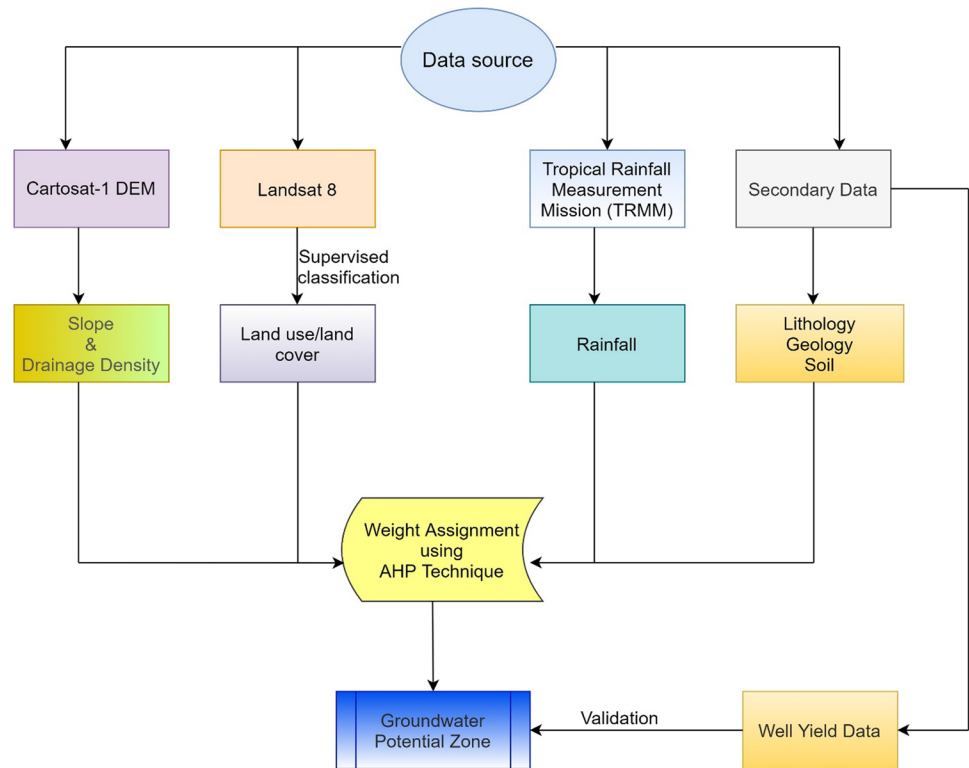 Data source
Cartosat-1 DEM
Landsat 8
Tropical Rainfall
Measurement
Mission (TRMM)
Secondary Data
Supervised
classification
Slope
&
Drainage Density
Land use/land
cover
Rainfall
Lithology
Geology
Soil
Weight Assignment
using
AHP Technique
Groundwater
Potential Zone
Validation
Well Yield Data